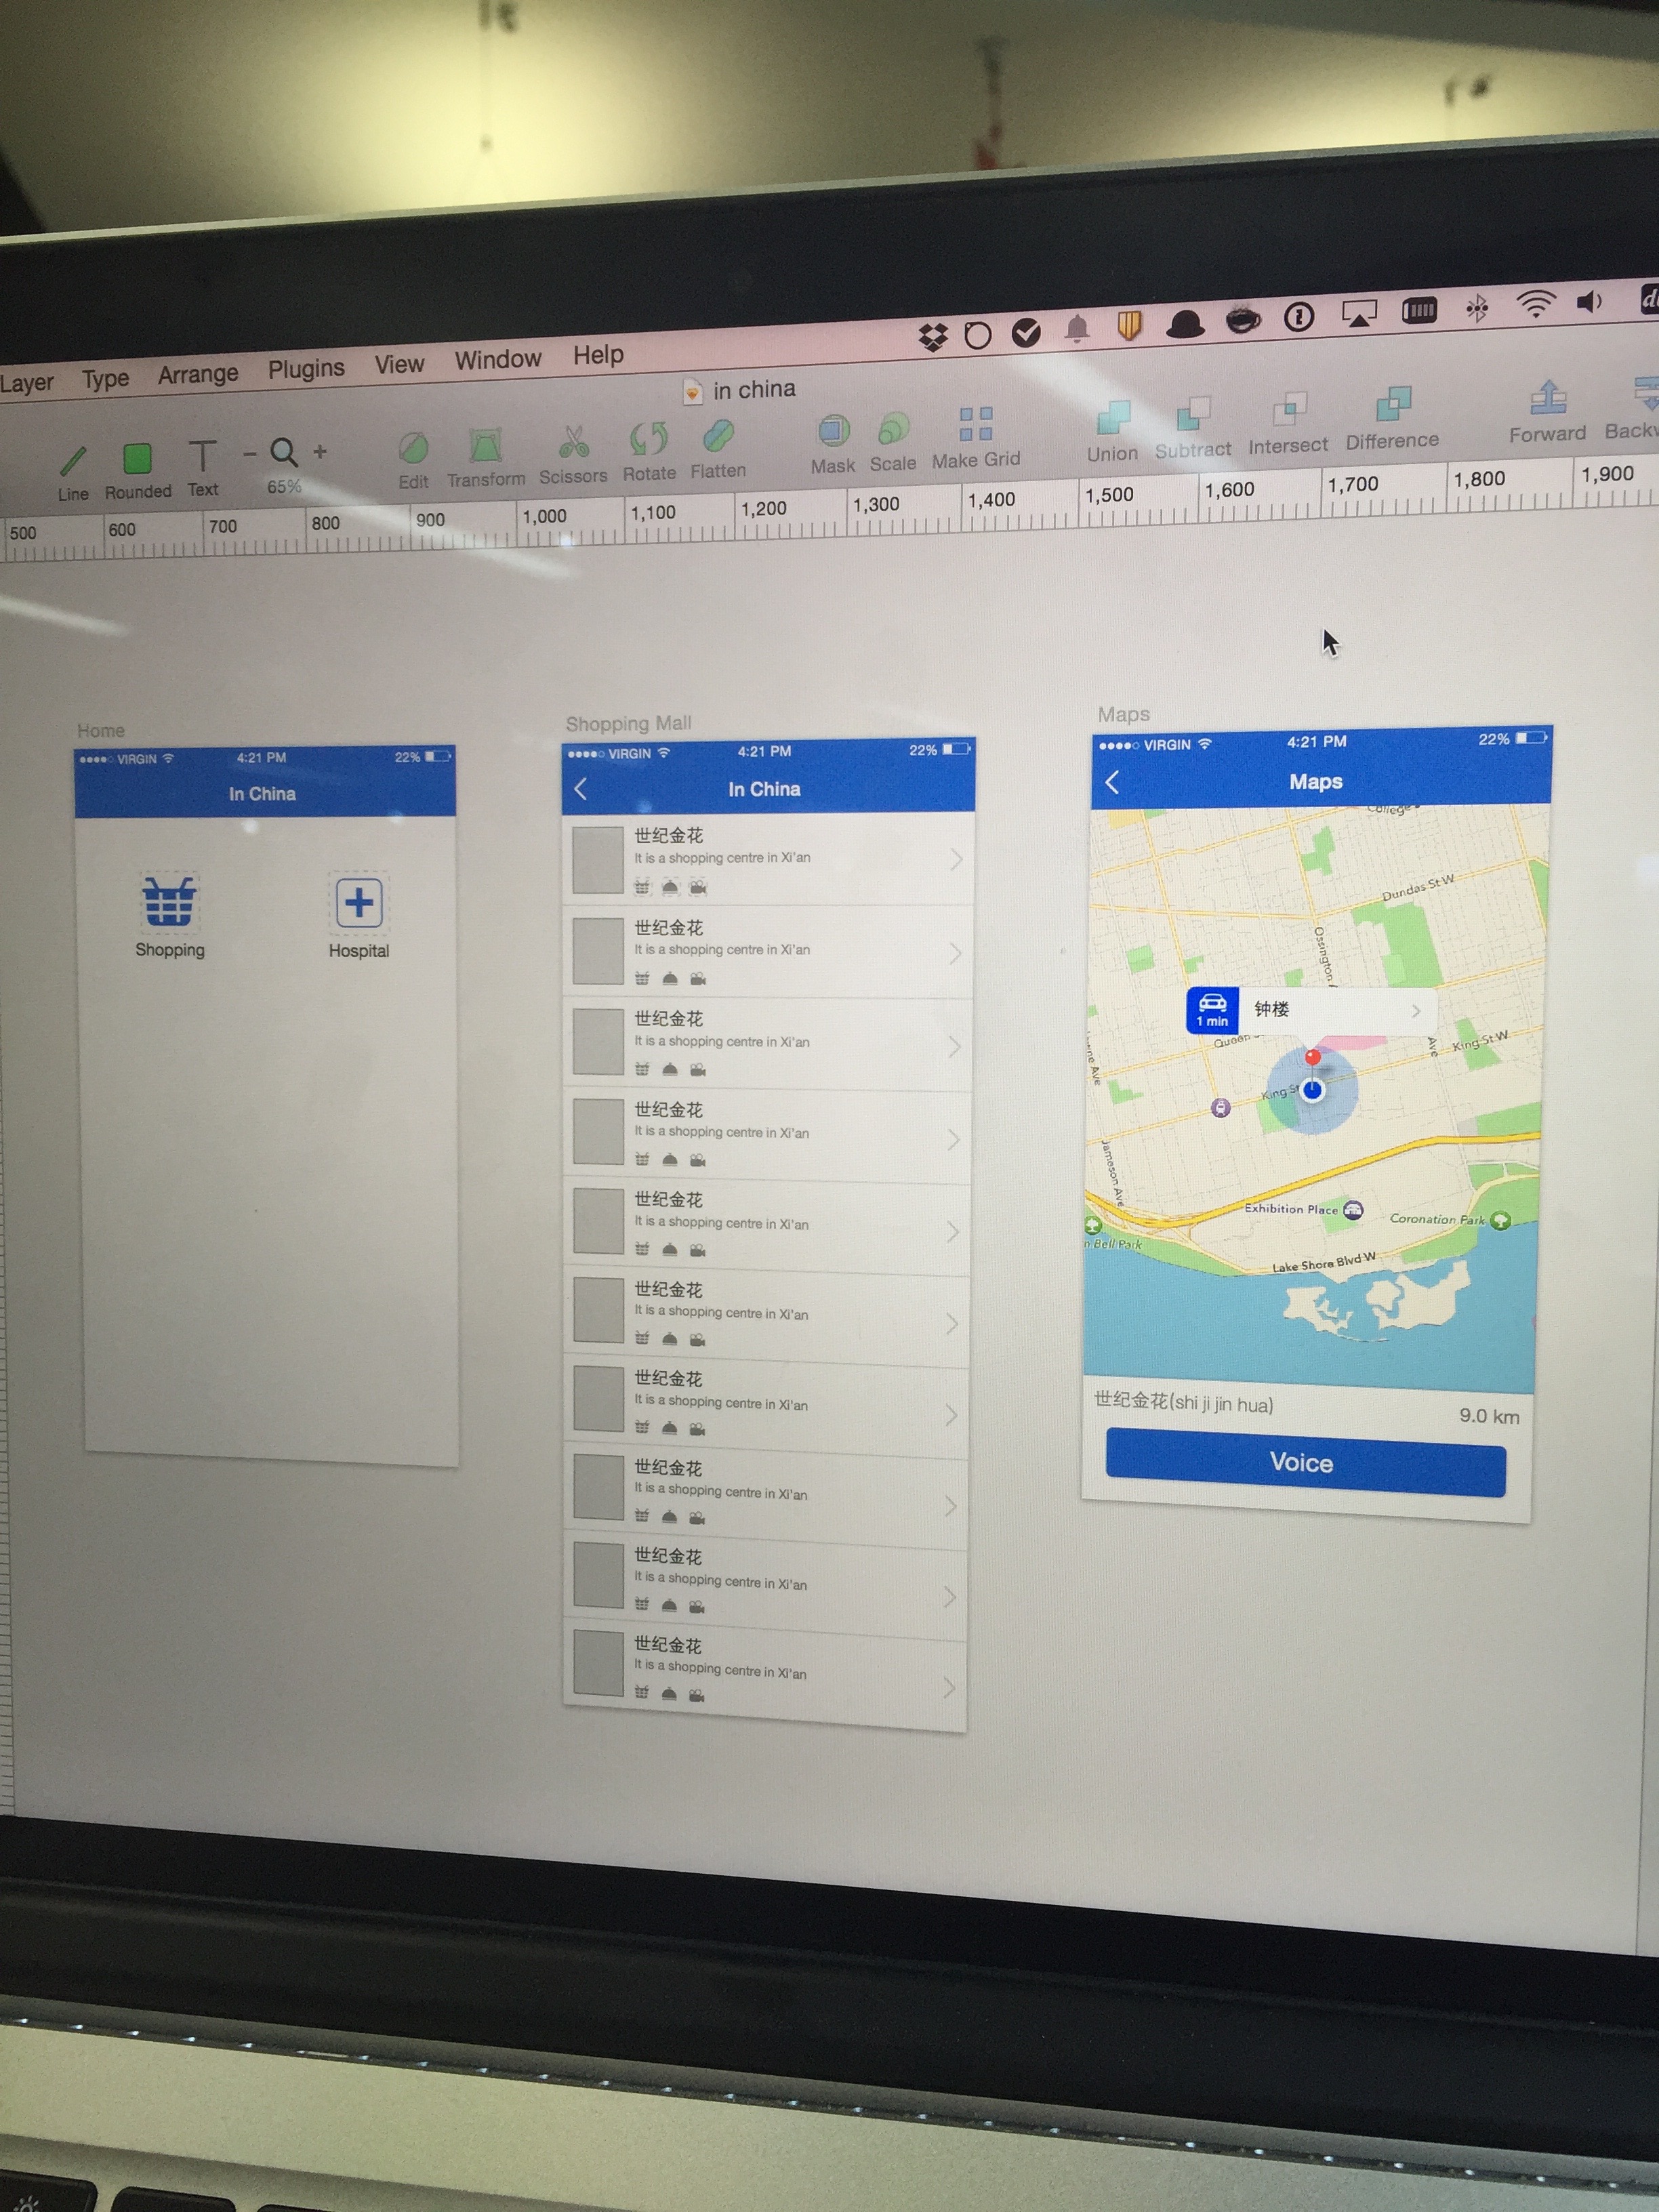 Layer Type Arrange Plugins View Window Help
in china
Line Rounded Text 65% Edit Transform Scissors Rotate Flatten Mask Scale Make Grid Union Subtract Intersect Difference Forward
500 600 700 800 900 1,000 1,100 1,200 1,300 1,400 1,500 1,600 1,700 1,800 1,900
Home
VIRGIN 4:21 PM 22%
In China
Shopping Hospital
Shopping Mall
VIRGIN 4:21 PM 22%
In China
世纪金花
It is a shopping centre in Xi'an
世纪金花
It is a shopping centre in Xi'an
世纪金花
It is a shopping centre in Xi'an
世纪金花
It is a shopping centre in Xi'an
世纪金花
It is a shopping centre in Xi'an
世纪金花
It is a shopping centre in Xi'an
世纪金花
It is a shopping centre in Xi'an
世纪金花
It is a shopping centre in Xi'an
世纪金花
It is a shopping centre in Xi'an
世纪金花
It is a shopping centre in Xi'an
Maps
VIRGIN 4:21 PM 22%
Maps
College
Dundas St W
Ossington
1 min 钟楼
Queen
Ave
King St W
King St
Jameson Ave
Exhibition Place
Coronation Park
Bell Park
Lake Shore Blvd W
世纪金花(shi ji jin hua)
9.0 km
Voice